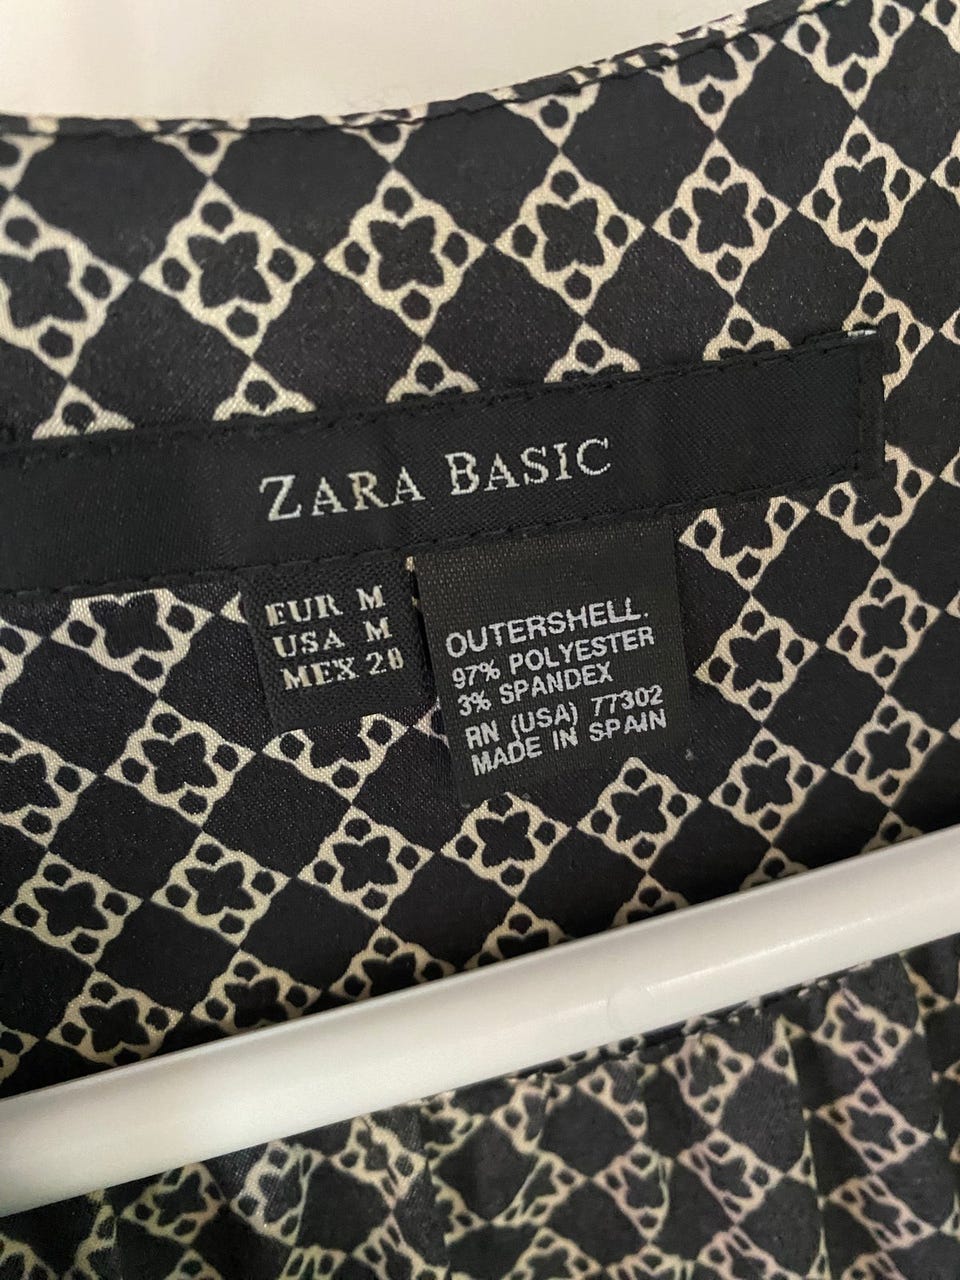 ZARA BASIC
EUR M
USA M
MEX 28
OUTERSHELL.
97% POLYESTER
3% SPANDEX
RN (USA) 77302
MADE IN SPAIN